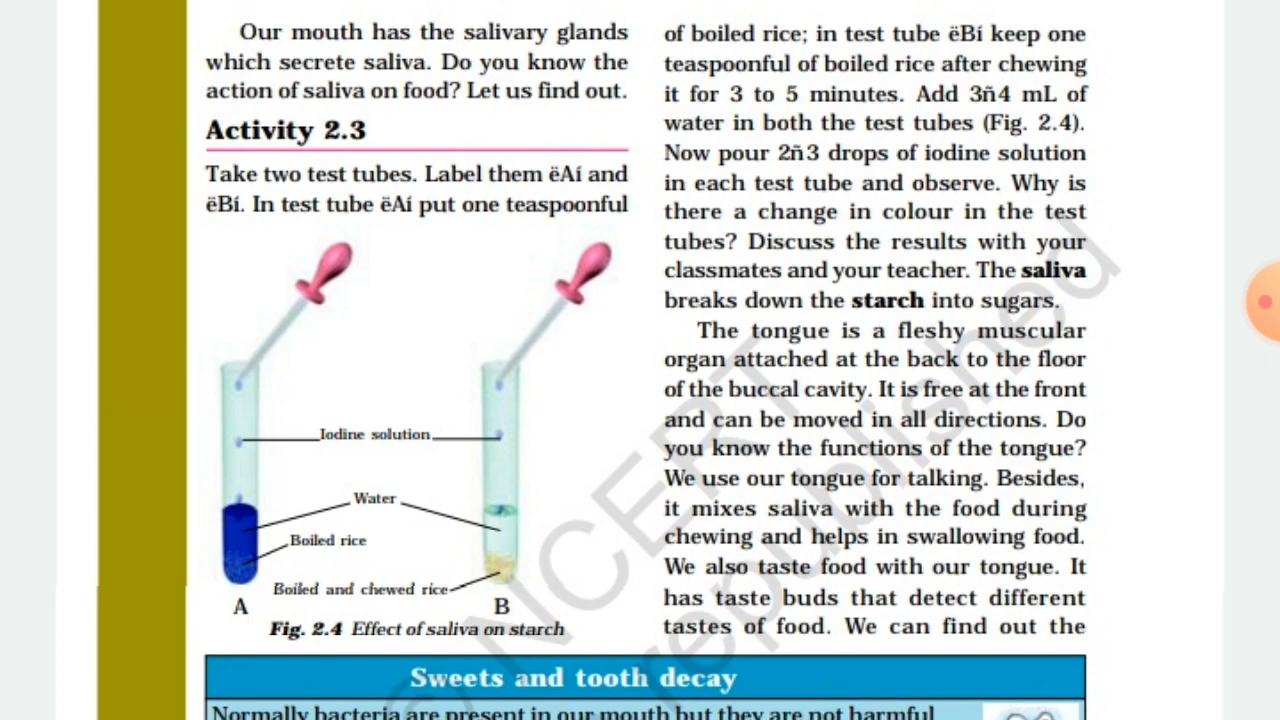 Our mouth has the salivary glands
which secrete saliva. Do you know the
action of saliva on food? Let us find out.
Activity 2.3
Take two test tubes. Label them ëAí and
ëBí. In test tube ëAí put one teaspoonful
Iodine solution
Water
Boiled rice
Boiled and chewed rice
A
B
Fig. 2.4 Effect of saliva on starch
of boiled rice; in test tube ëBí keep one
teaspoonful of boiled rice after chewing
it for 3 to 5 minutes. Add 3ñ4 mL of
water in both the test tubes (Fig. 2.4).
Now pour 2ñ3 drops of iodine solution
in each test tube and observe. Why is
there a change in colour in the test
tubes? Discuss the results with your
classmates and your teacher. The saliva
breaks down the starch into sugars.
The tongue is a fleshy muscular
organ attached at the back to the floor
of the buccal cavity. It is free at the front
and can be moved in all directions. Do
you know the functions of the tongue?
We use our tongue for talking. Besides,
it mixes saliva with the food during
chewing and helps in swallowing food.
We also taste food with our tongue. It
has taste buds that detect different
tastes of food. We can find out the
Sweets and tooth decay
Normally bacteria are present in our mouth but they are not harmful
© NCERT
republished